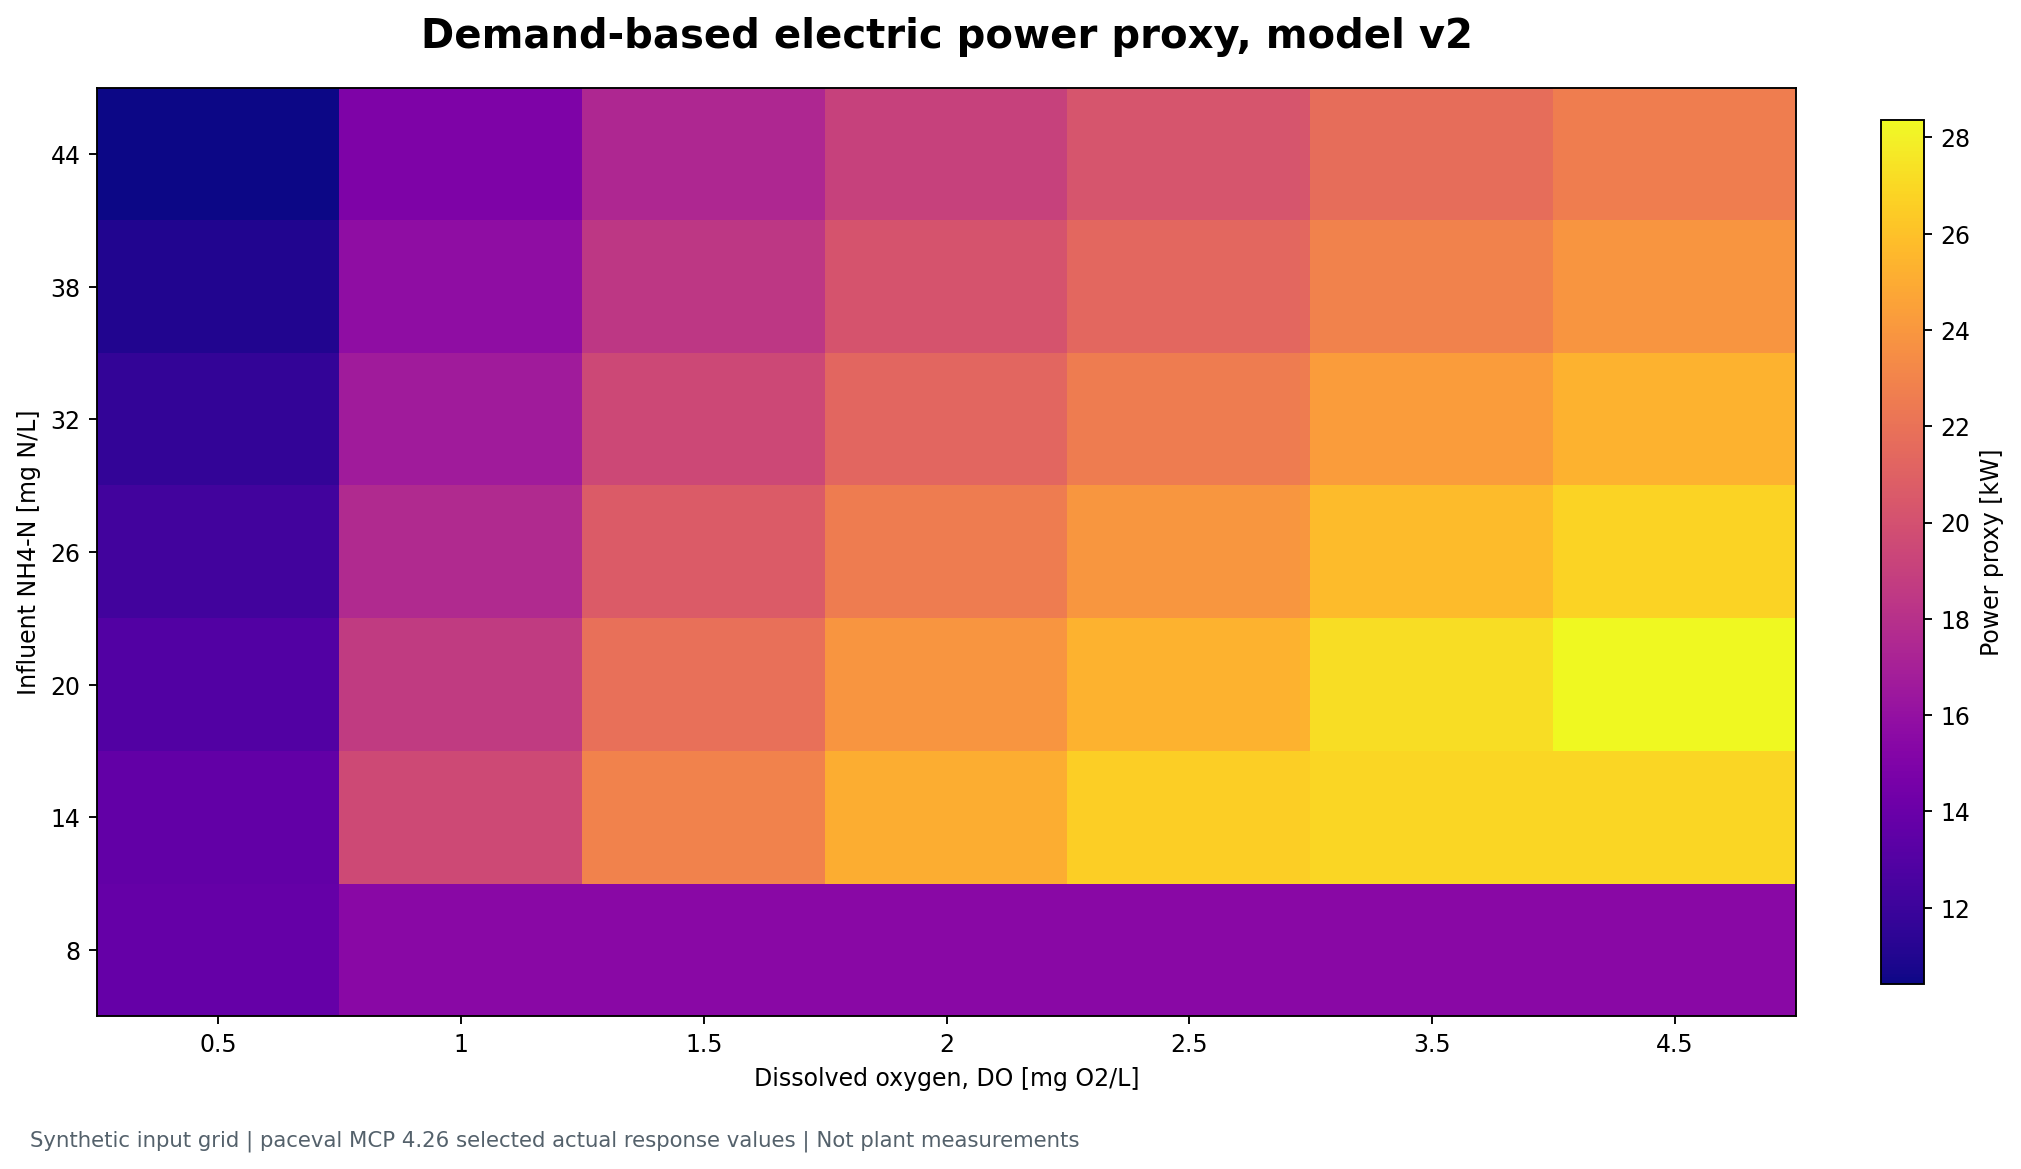 Demand-based electric power proxy, model v2
44
38
32
26
20
14
8
Influent NH4-N [mg N/L]
0.5 1 1.5 2 2.5 3.5 4.5
Dissolved oxygen, DO [mg O2/L]
28
26
24
22
20
18
16
14
12
Power proxy [kW]
Synthetic input grid | paceval MCP 4.26 selected actual response values | Not plant measurements